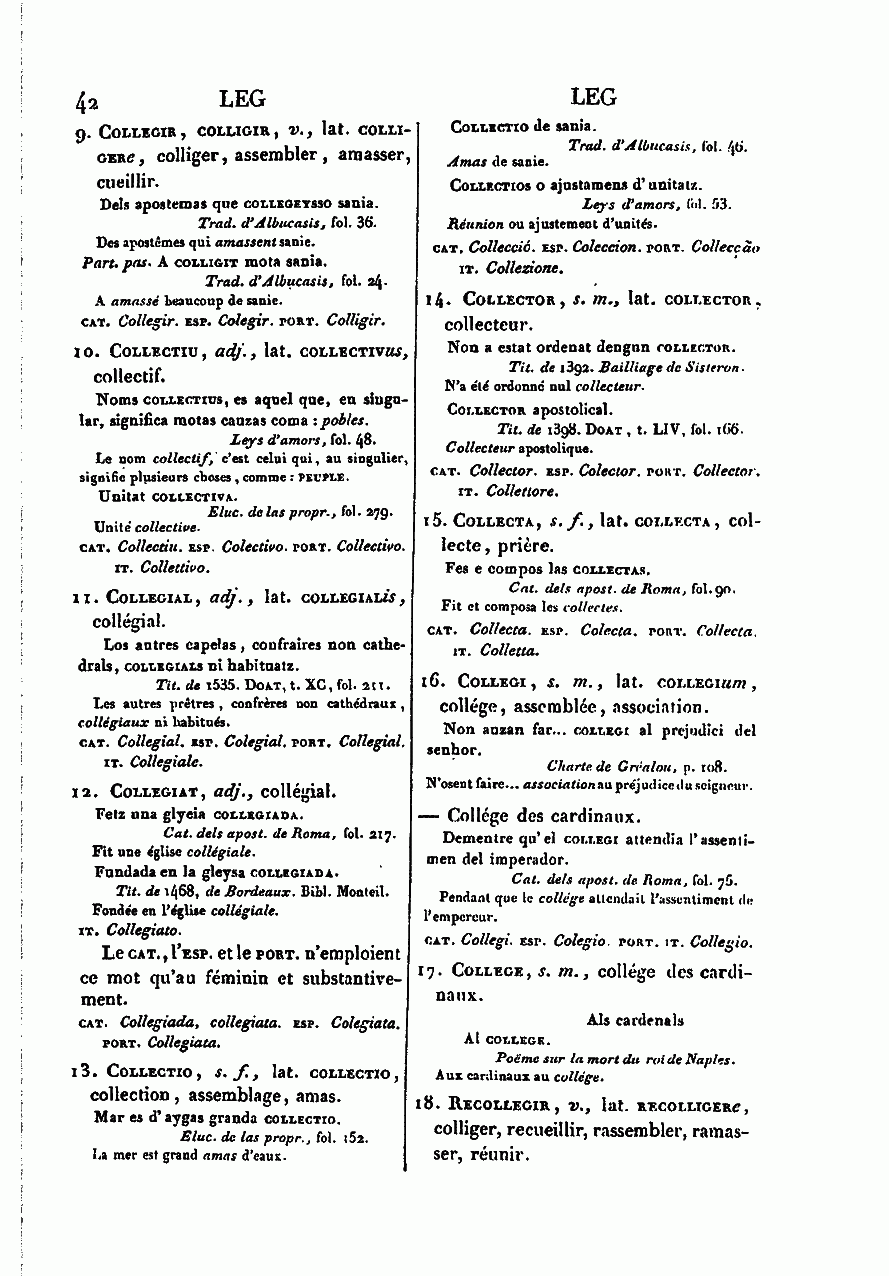 42 LEG LEG
9. COLLEGIR, COLLIGIR, v., lat. COLLI-
GERe, colliger, assembler, amasser,
cueillir.
Dels apostemas que COLLEGEYSSO sania.
Trad. d'Albucasis, fol. 36.
Des apostêmes qui amassent sanie.
Part. pas. A COLLIGIT mota sania.
Trad. d'Albucasis, fol. 24.
A amassé beaucoup de sanie.
CAT. Collegir. ESP. Colegir. PORT. Colligir.
10. COLLECTIU, adj., lat. COLLECTIVus,
collectif.
Noms COLLECTIUS, es aquel que, en singu-
lar, significa motas cauzas coma : pobles.
Leys d'amors, fol. 48.
Le nom collectif, c'est celui qui, au singulier,
signifie plusieurs choses, comme : PEUPLE.
Unitat COLLECTIVA.
Eluc. de las propr., fol. 279.
Unité collective.
CAT. Collectiu. ESP. Colectivo. PORT. Collectivo.
IT. Collettivo.
11. COLLEGIAL, adj., lat. COLLEGIALis,
collégial.
Los autres capelas, confraires non cathe-
drals, COLLEGIALS ni habituatz.
Tit. de 1535. DOAT, t. XC, fol. 211.
Les autres prêtres, confrères non cathédraux,
collégiaux ni habitués.
CAT. Collegial. ESP. Colegial. PORT. Collegial.
IT. Collegiale.
12. COLLEGIAT, adj., collégial.
Fetz una glyeia COLLEGIADA.
Cat. dels apost. de Roma, fol. 217.
Fit une église collégiale.
Fundada en la gleysa COLLEGIADA.
Tit. de 1468, de Bordeaux. Bibl. Monteil.
Fondée en l'église collégiale.
IT. Collegiato.
Le CAT., l'ESP. et le PORT. n'emploient
ce mot qu'au féminin et substantive-
ment.
CAT. Collegiada, collegiata. ESP. Colegiata.
PORT. Collegiata.
13. COLLECTIO, s. f., lat. COLLECTIO,
collection, assemblage, amas.
Mar es d'aygas granda COLLECTIO.
Eluc. de las propr., fol. 152.
La mer est grand amas d'eaux.
COLLECTIO de sania.
Trad. d'Albucasis, fol. 46.
Amas de sanie.
COLLECTIOS o ajustamens d'unitatz.
Leys d'amors, fol. 53.
Réunion ou ajustement d'unités.
CAT. Collecció. ESP. Coleccion. PORT. Collecção
IT. Collezione.
14. COLLECTOR, s. m., lat. COLLECTOR,
collecteur.
Non a estat ordenat dengun COLLECTOR.
Tit. de 1392. Bailliage de Sisteron.
N'a été ordonné nul collecteur.
COLLECTOR apostolical.
Tit. de 1398. DOAT, t. LIV, fol. 166.
Collecteur apostolique.
CAT. Collector. ESP. Colector. PORT. Collector.
IT. Collettore.
15. COLLECTA, s. f., lat. COLLECTA, col-
lecte, prière.
Fes e compos las COLLECTAS.
Cat. dels apost. de Roma, fol. 90.
Fit et composa les collectes.
CAT. Collecta. ESP. Colecta. PORT. Collecta.
IT. Colletta.
16. COLLEGI, s. m., lat. COLLEGIum,
collége, assemblée, association.
Non auzan far... COLLEGI al prejudici del
senhor.
Charte de Gréalou, p. 108.
N'osent faire... association au préjudice du seigneur.
— Collége des cardinaux.
Dementre qu'el COLLEGI attendia l'assenti-
men del imperador.
Cat. dels apost. de Roma, fol. 75.
Pendant que le collége attendait l'assentiment de
l'empereur.
CAT. Collegi. ESP. Colegio. PORT. IT. Collegio.
17. COLLEGE, s. m., collége des cardi-
naux.
Als cardenals
Al COLLEGE.
Poëme sur la mort du roi de Naples.
Aux cardinaux au collége.
18. RECOLLEGIR, v., lat. RECOLLIGERe,
colliger, recueillir, rassembler, ramas-
ser, réunir.